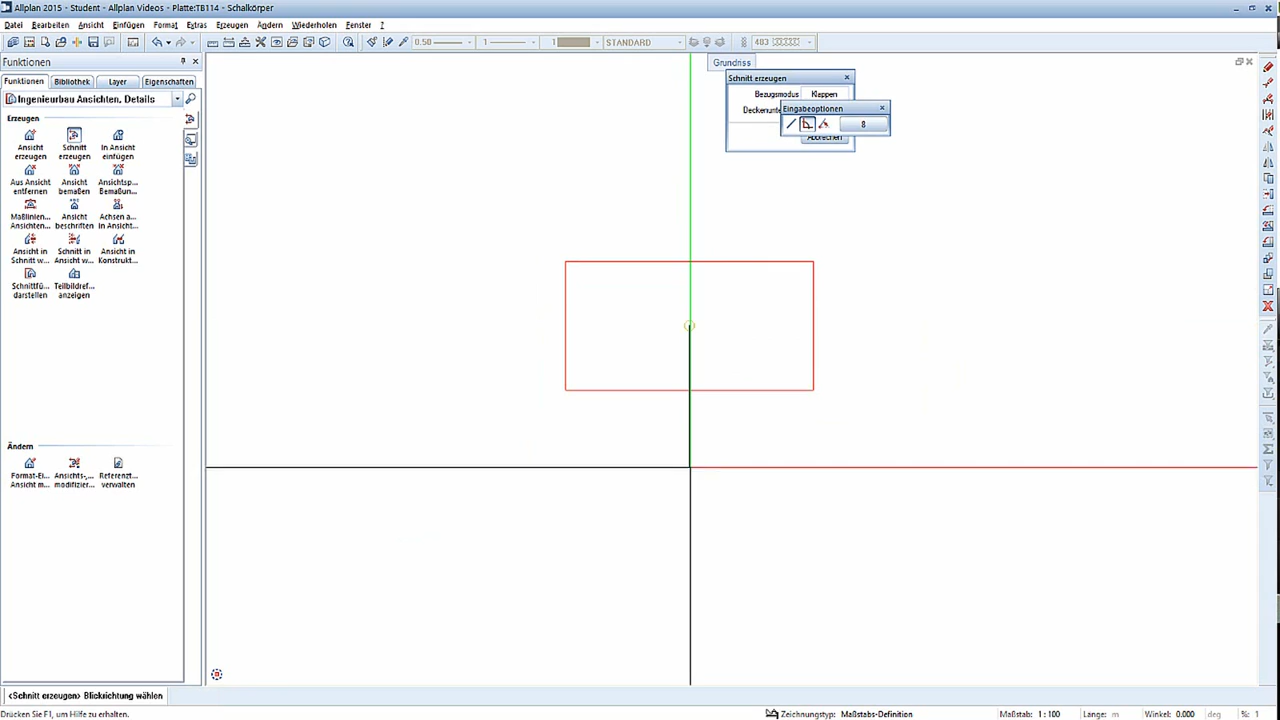 Allplan 2015 - Student - Allplan Videos - Platte:TB114 - Schalkörper
Datei Bearbeiten Ansicht Einfügen Format Extras Erzeugen Ändern Wiederholen Fenster ?
0.50 1 1 STANDARD 403
Funktionen
Funktionen Bibliothek Layer Eigenschaften
Ingenieurbau Ansichten, Details
Erzeugen
Ansicht erzeugen
Schnitt erzeugen
In Ansicht einfügen
Aus Ansicht entfernen
Ansicht bemaßen
Ansichtsp... Bemaßun...
Maßlinien... Ansichten...
Ansicht beschriften
Achsen a... in Ansicht...
Ansicht in Schnitt w...
Schnitt in Ansicht w...
Ansicht in Konstrukt...
Schnittfü... darstellen
Teilbildref... anzeigen
Ändern
Format-Ei... Ansicht m...
Ansichts-,... modifizier...
Referenzt... verwalten
Grundriss
Schnitt erzeugen
Bezugsmodus Klappen
Deckenunte
Abbrechen
Eingabeoptionen
8
<Schnitt erzeugen> Blickrichtung wählen
Drücken Sie F1, um Hilfe zu erhalten.
Zeichnungstyp: Maßstabs-Definition Maßstab: 1 : 100 Länge: m Winkel: 0.000 deg %: 1